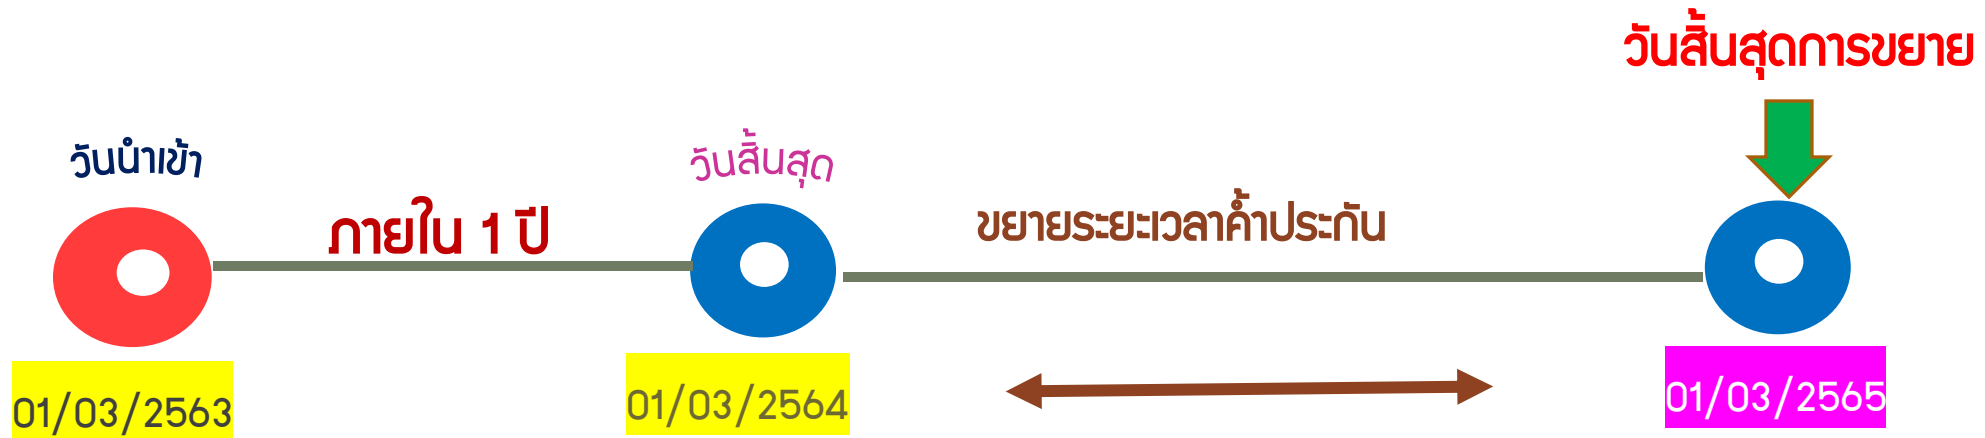 วันสิ้นสุดการขยาย
วันนำเข้า
วันสิ้นสุด
ภายใน 1 ปี
ขยายระยะเวลาค้ำประกัน
01/03/2563
01/03/2564
01/03/2565